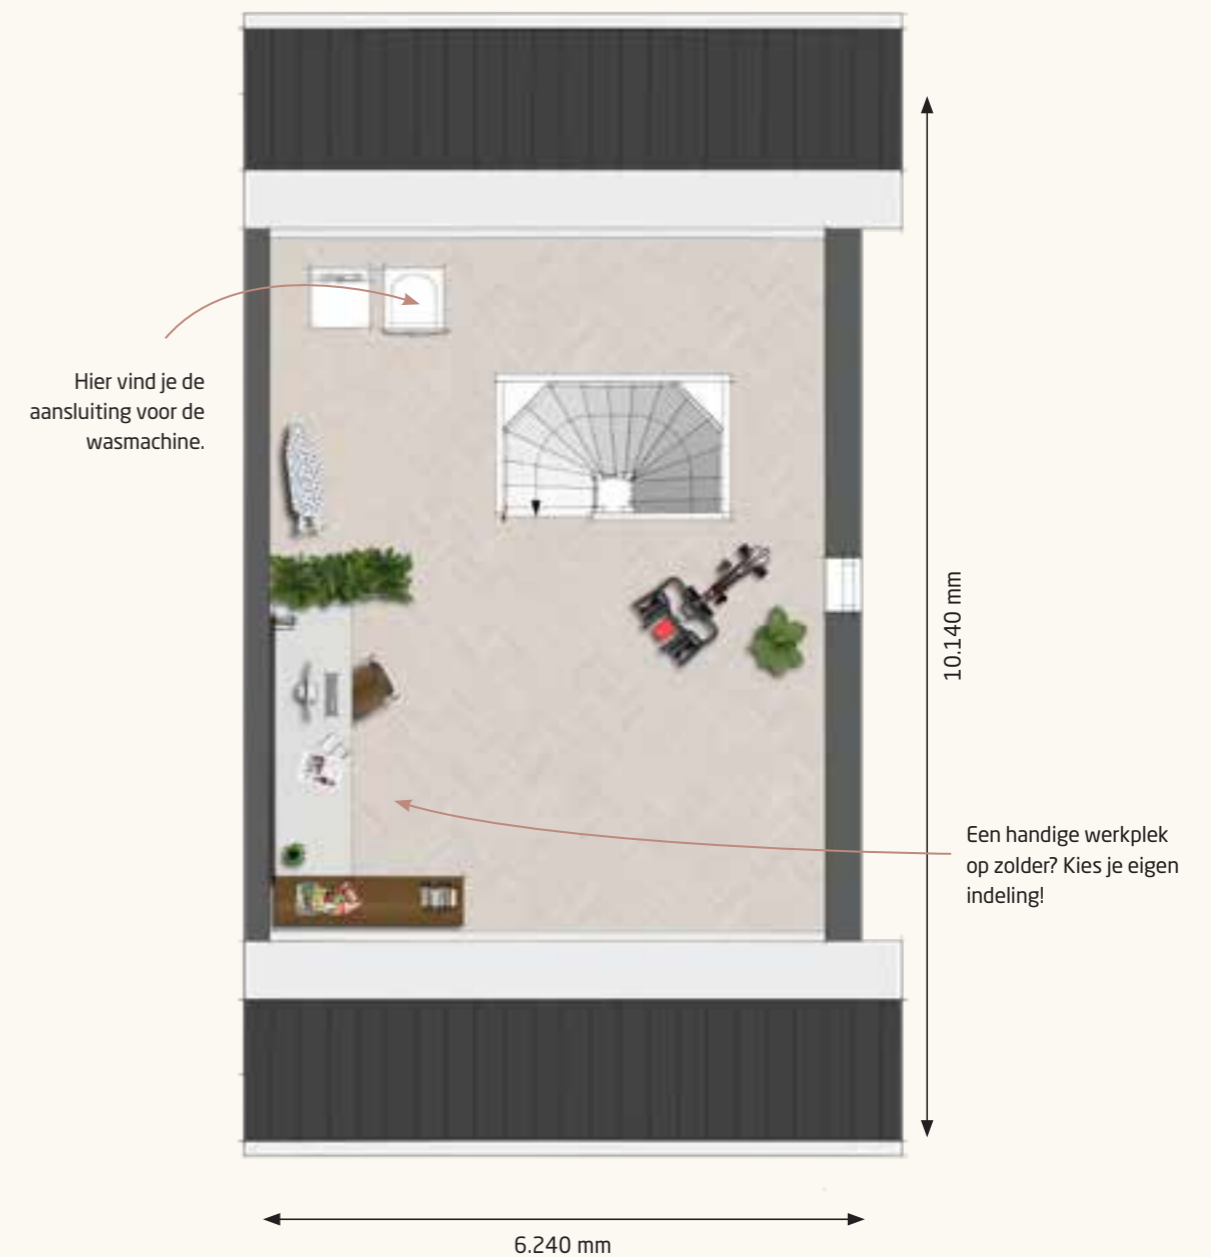 Hier vind je de
aansluiting voor de
wasmachine.
10.140 mm
Een handige werkplek
op zolder? Kies je eigen
indeling!
6.240 mm